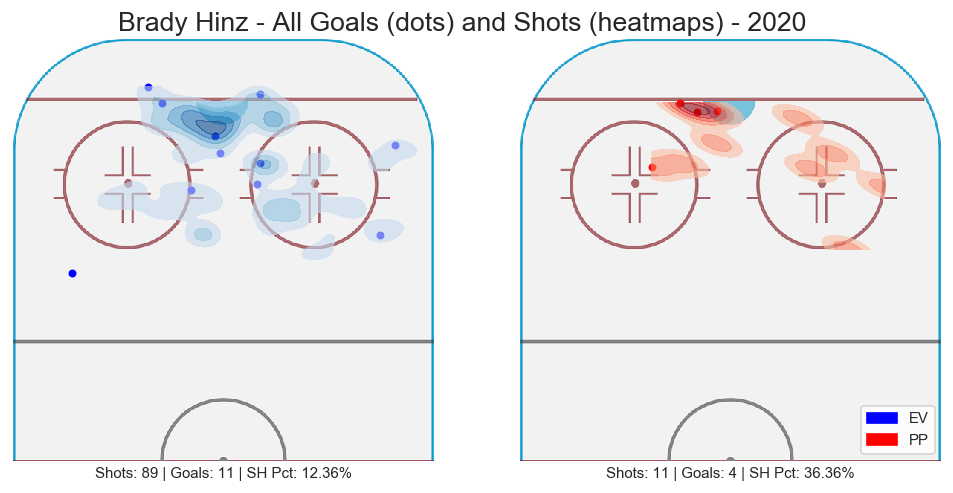 Brady Hinz - All Goals (dots) and Shots (heatmaps) - 2020
EV
PP
Shots: 89 | Goals: 11 | SH Pct: 12.36%
Shots: 11 | Goals: 4 | SH Pct: 36.36%